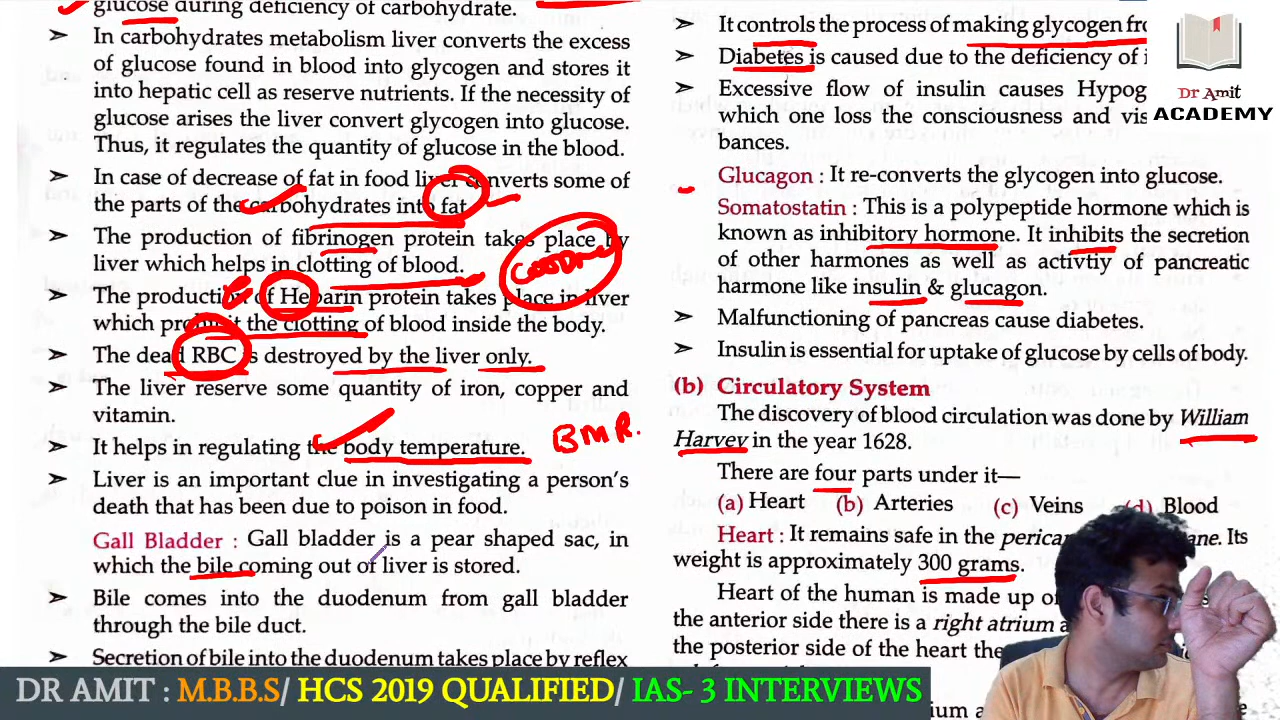 glucose during deficiency of carbohydrate.
➤ In carbohydrates metabolism liver converts the excess
of glucose found in blood into glycogen and stores it
into hepatic cell as reserve nutrients. If the necessity of
glucose arises the liver convert glycogen into glucose.
Thus, it regulates the quantity of glucose in the blood.
➤ In case of decrease of fat in food liver converts some of
the parts of the carbohydrates into fat.
➤ The production of fibrinogen protein takes place by
liver which helps in clotting of blood.
➤ The production of Heparin protein takes place in liver
which prohibit the clotting of blood inside the body.
➤ The dead RBC is destroyed by the liver only.
➤ The liver reserve some quantity of iron, copper and
vitamin.
➤ It helps in regulating the body temperature.
BMR.
➤ Liver is an important clue in investigating a person's
death that has been due to poison in food.
Gall Bladder : Gall bladder is a pear shaped sac, in
which the bile coming out of liver is stored.
➤ Bile comes into the duodenum from gall bladder
through the bile duct.
➤ Secretion of bile into the duodenum takes place by reflex
➤ It controls the process of making glycogen
➤ Diabetes is caused due to the deficiency of
➤ Excessive flow of insulin causes
which one loss the consciousness and
bances.
Glucagon : It re-converts the glycogen into glucose.
Somatostatin : This is a polypeptide hormone which is
known as inhibitory hormone. It inhibits the secretion
of other harmones as well as activtiy of pancreatic
harmone like insulin & glucagon.
➤ Malfunctioning of pancreas cause diabetes.
➤ Insulin is essential for uptake of glucose by cells of body.
(b) Circulatory System
The discovery of blood circulation was done by William
Harvey in the year 1628.
There are four parts under it—
(a) Heart (b) Arteries (c) Veins (d) Blood
Heart : It remains safe in the Its
weight is approximately 300 grams.
Heart of the human is made up of
the anterior side there is a right atrium
the posterior side of the heart
Dr Amit
ACADEMY
DR AMIT : M.B.B.S/ HCS 2019 QUALIFIED/ IAS- 3 INTERVIEWS